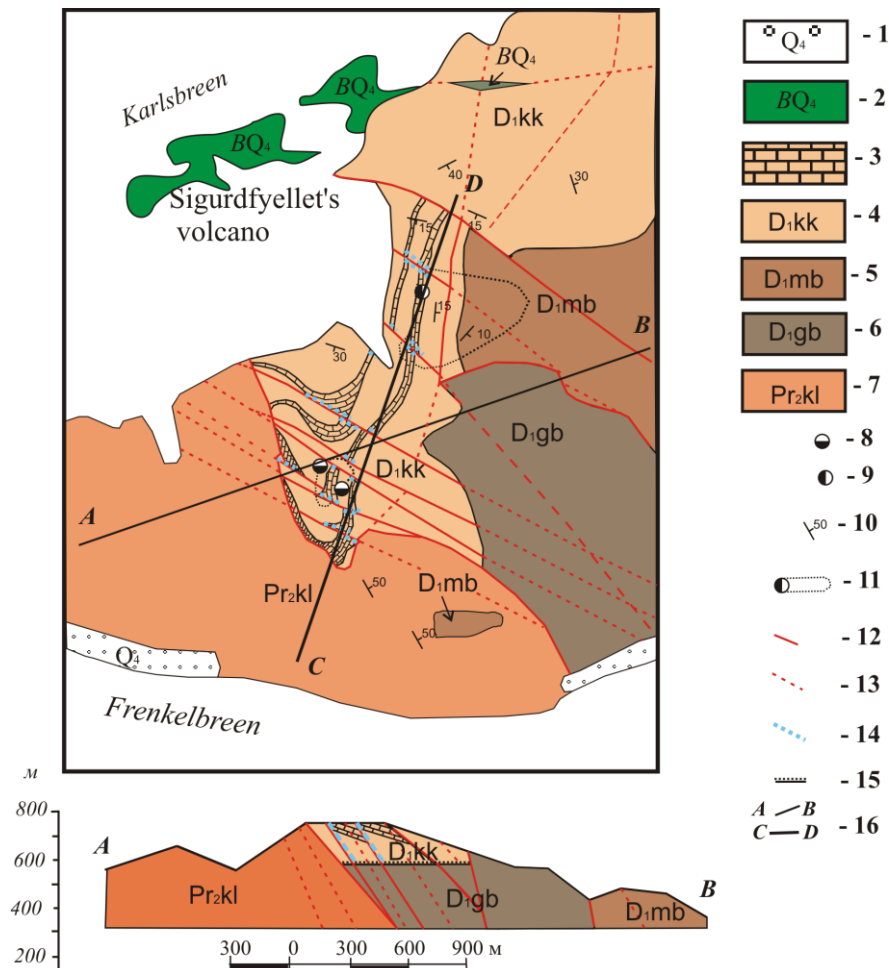 Q₄ - 1
BQ₄ - 2
- 3
D₁kk - 4
D₁mb - 5
D₁gb - 6
Pr₂kl - 7
- 8
- 9
50 - 10
- 11
- 12
- 13
- 14
- 15
A B
C D - 16
Karlsbreen
BQ₄
BQ₄
BQ₄
D₁kk
40
30
D
Sigurdfyellet's
volcano
15
15
15
D₁mb
10
B
30
D₁gb
D₁kk
A
Pr₂kl
50
D₁mb
50
Q₄
C
Frenkelbreen
м
800
600
400
200
A
Pr₂kl
D₁kk
D₁gb
D₁mb
B
300 0 300 600 900 м